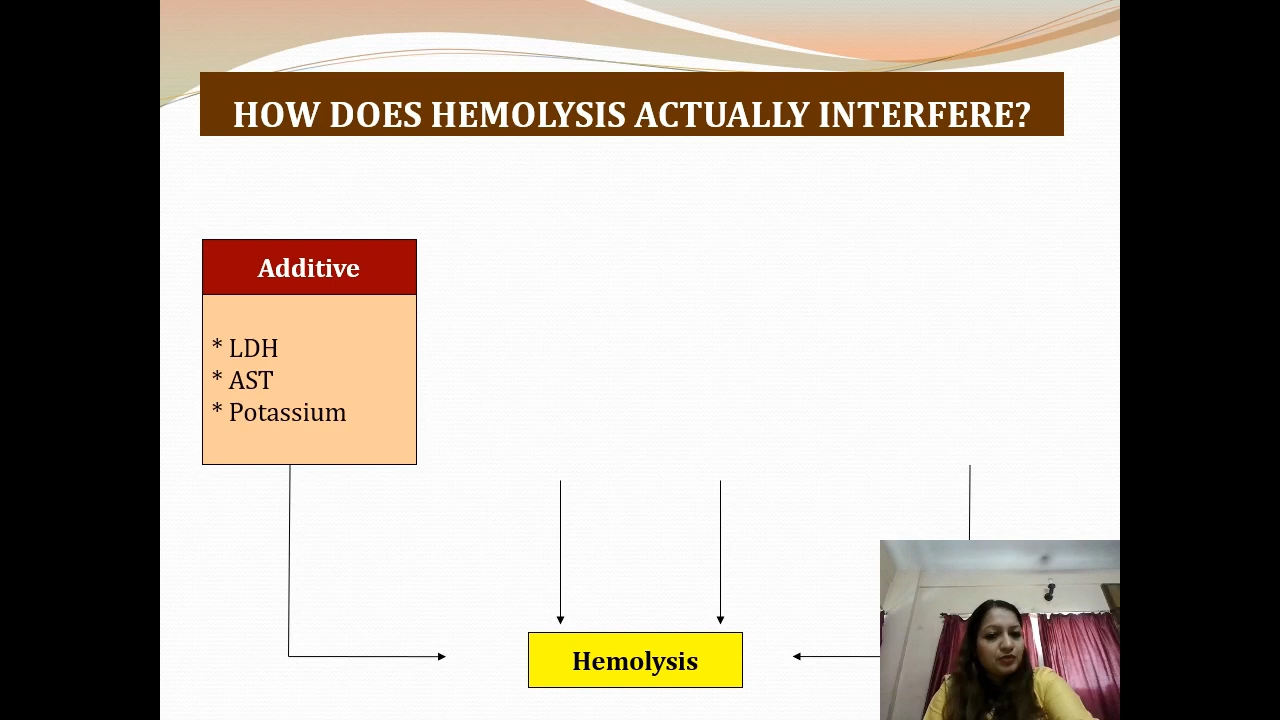 HOW DOES HEMOLYSIS ACTUALLY INTERFERE?
Additive
* LDH
* AST
* Potassium
Hemolysis